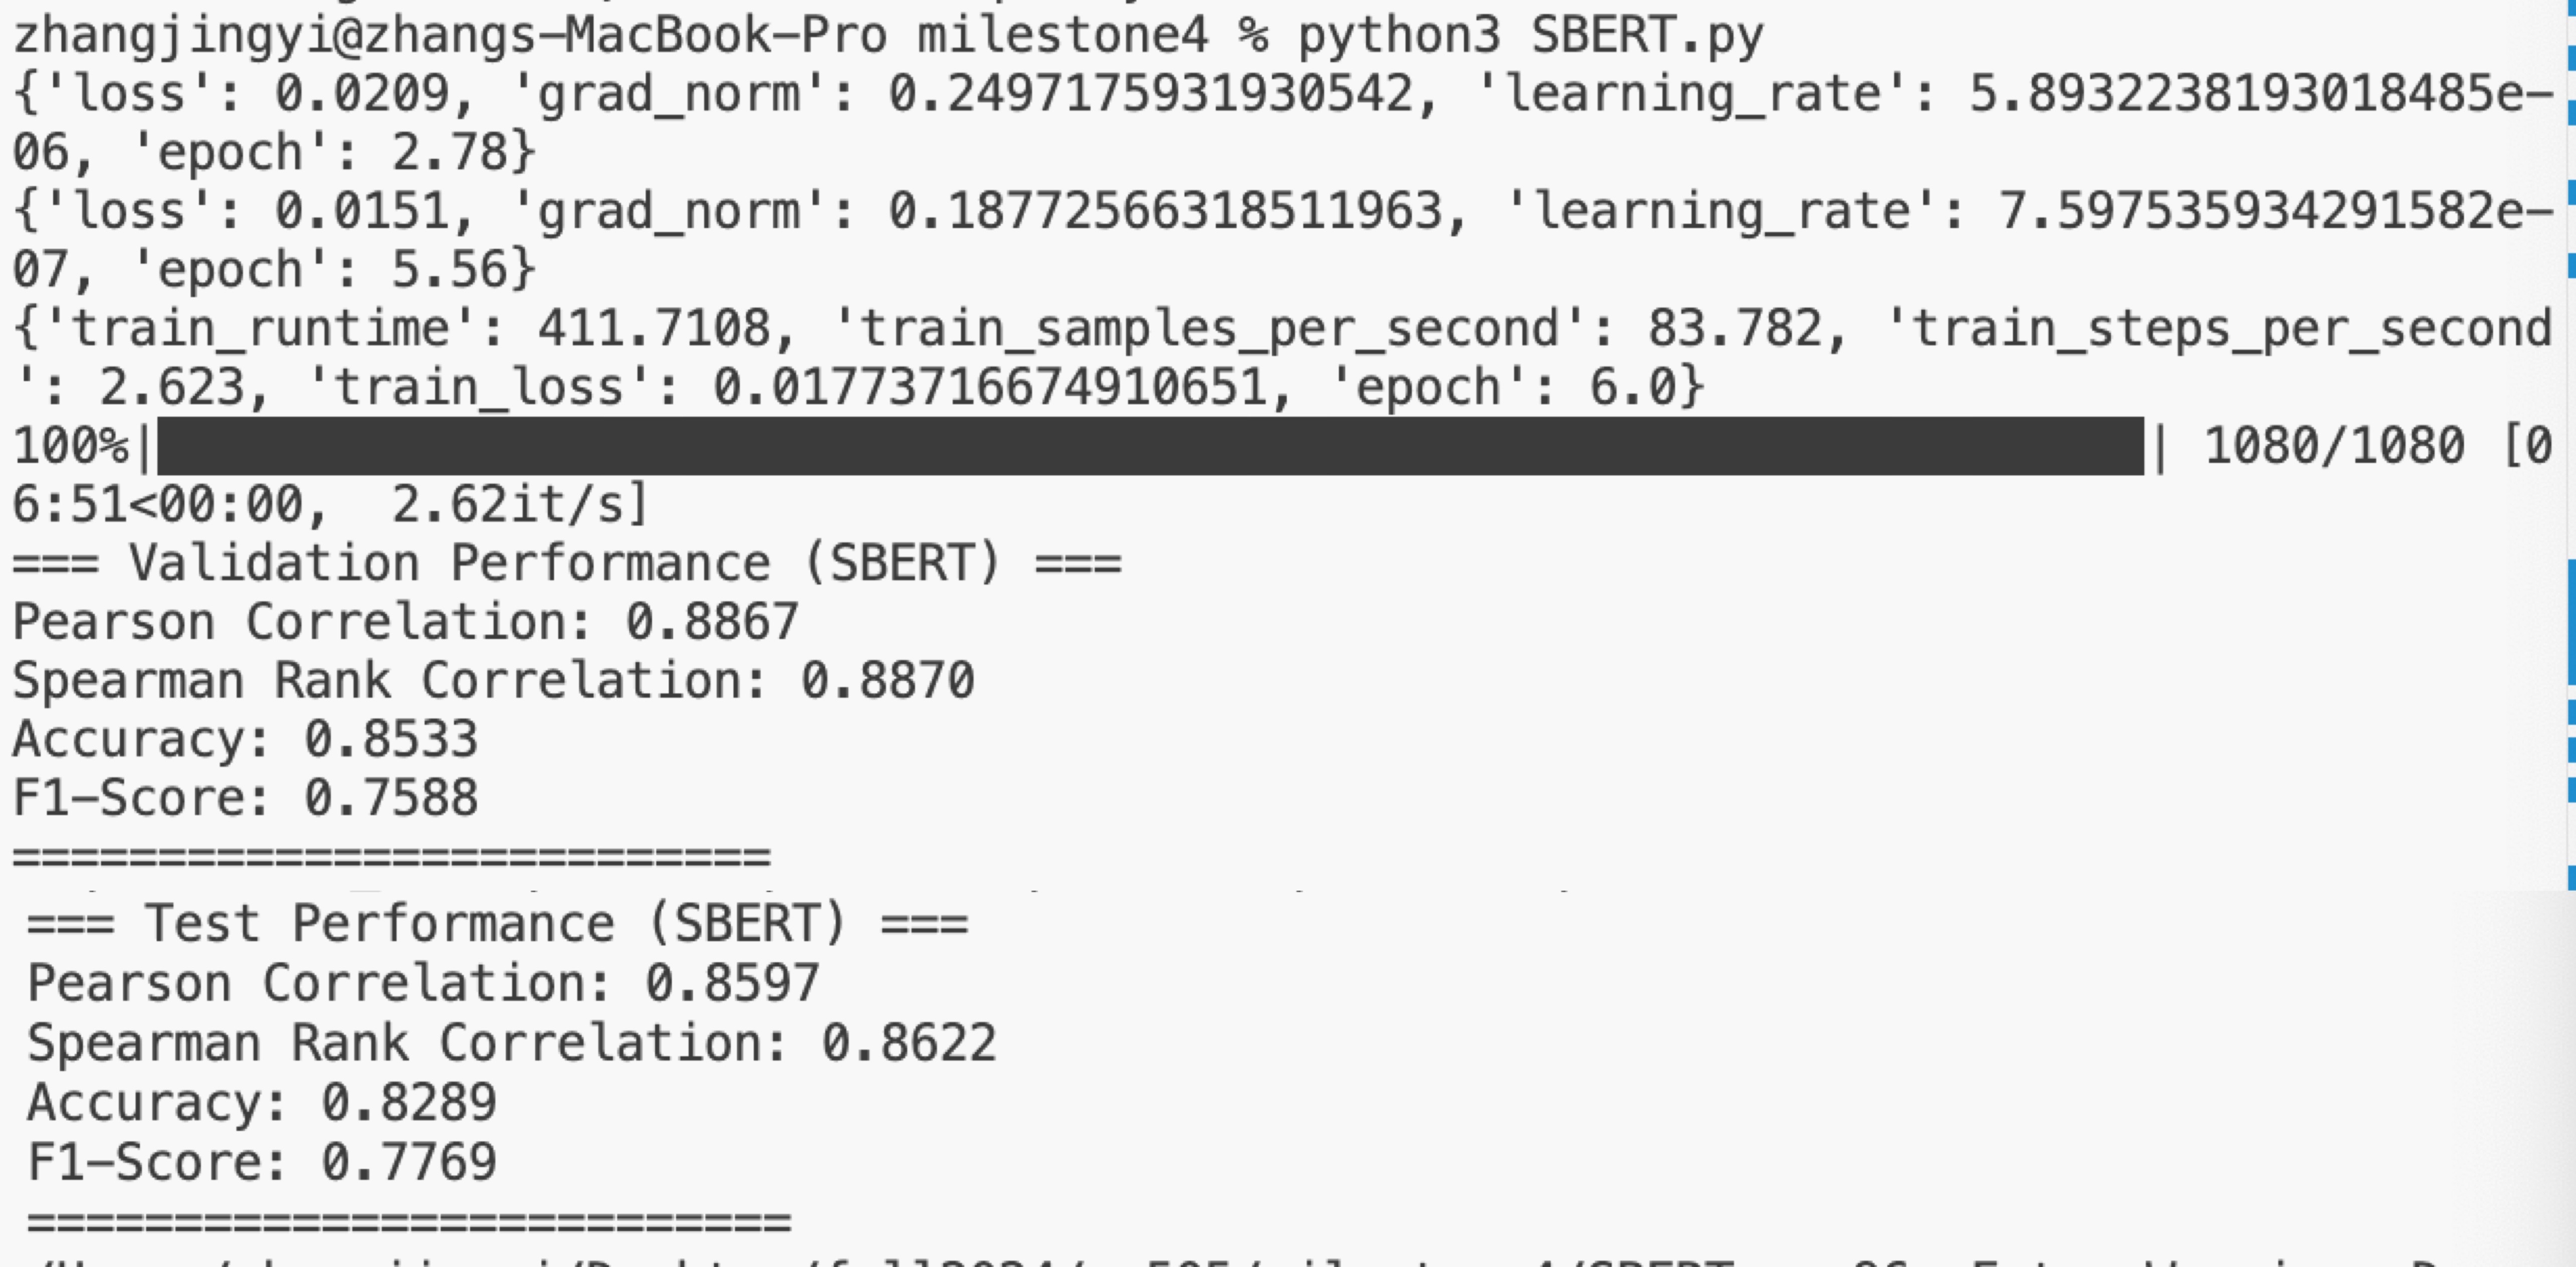 zhangjingyi@zhangs-MacBook-Pro milestone4 % python3 SBERT.py
{'loss': 0.0209, 'grad_norm': 0.2497175931930542, 'learning_rate': 5.8932238193018485e-
06, 'epoch': 2.78}
{'loss': 0.0151, 'grad_norm': 0.18772566318511963, 'learning_rate': 7.597535934291582e-
07, 'epoch': 5.56}
{'train_runtime': 411.7108, 'train_samples_per_second': 83.782, 'train_steps_per_second
': 2.623, 'train_loss': 0.01773716674910651, 'epoch': 6.0}
100%|██████████| 1080/1080 [0
6:51<00:00,  2.62it/s]
=== Validation Performance (SBERT) ===
Pearson Correlation: 0.8867
Spearman Rank Correlation: 0.8870
Accuracy: 0.8533
F1-Score: 0.7588
==========================
=== Test Performance (SBERT) ===
Pearson Correlation: 0.8597
Spearman Rank Correlation: 0.8622
Accuracy: 0.8289
F1-Score: 0.7769
==========================